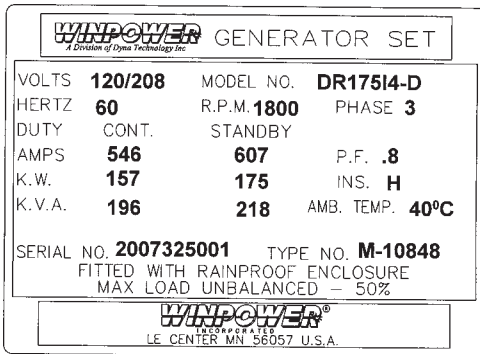 WINPOWER GENERATOR SET
A Division of Dyna Technology Inc
VOLTS 120/208 MODEL NO. DR175I4-D
HERTZ 60 R.P.M. 1800 PHASE 3
DUTY CONT. STANDBY
AMPS 546 607 P.F. .8
K.W. 157 175 INS. H
K.V.A. 196 218 AMB. TEMP. 40⁰C
SERIAL NO. 2007325001 TYPE NO. M-10848
FITTED WITH RAINPROOF ENCLOSURE
MAX LOAD UNBALANCED – 50%
WINPOWER®
INCORPORATED
LE CENTER MN 56057 U.S.A.